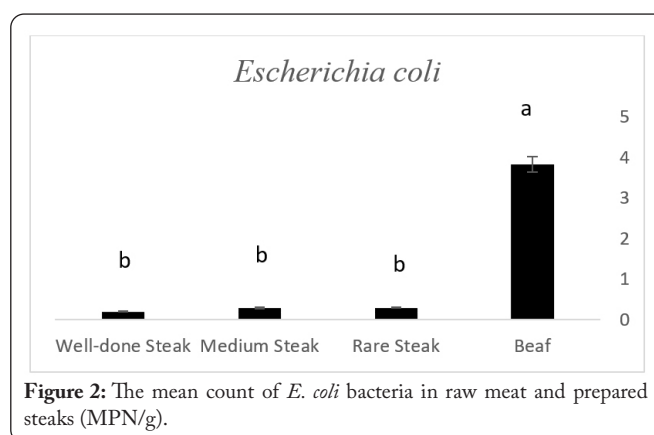 Escherichia coli
a
5
4
3
b b b
2
1
0
Well-done Steak Medium Steak Rare Steak Beaf
Figure 2: The mean count of E. coli bacteria in raw meat and prepared
steaks (MPN/g).